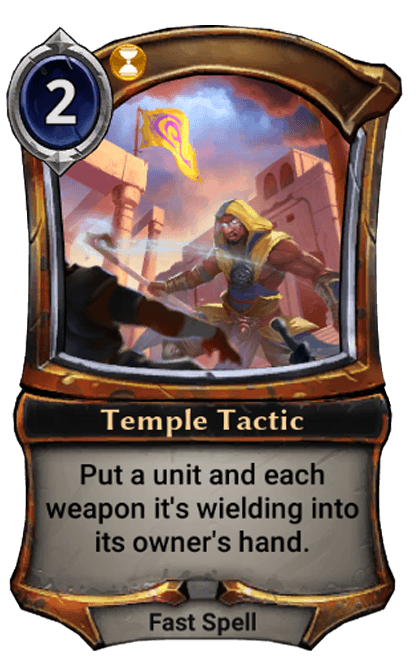 2
Temple Tactic
Put a unit and each
weapon it's wielding into
its owner's hand.
Fast Spell